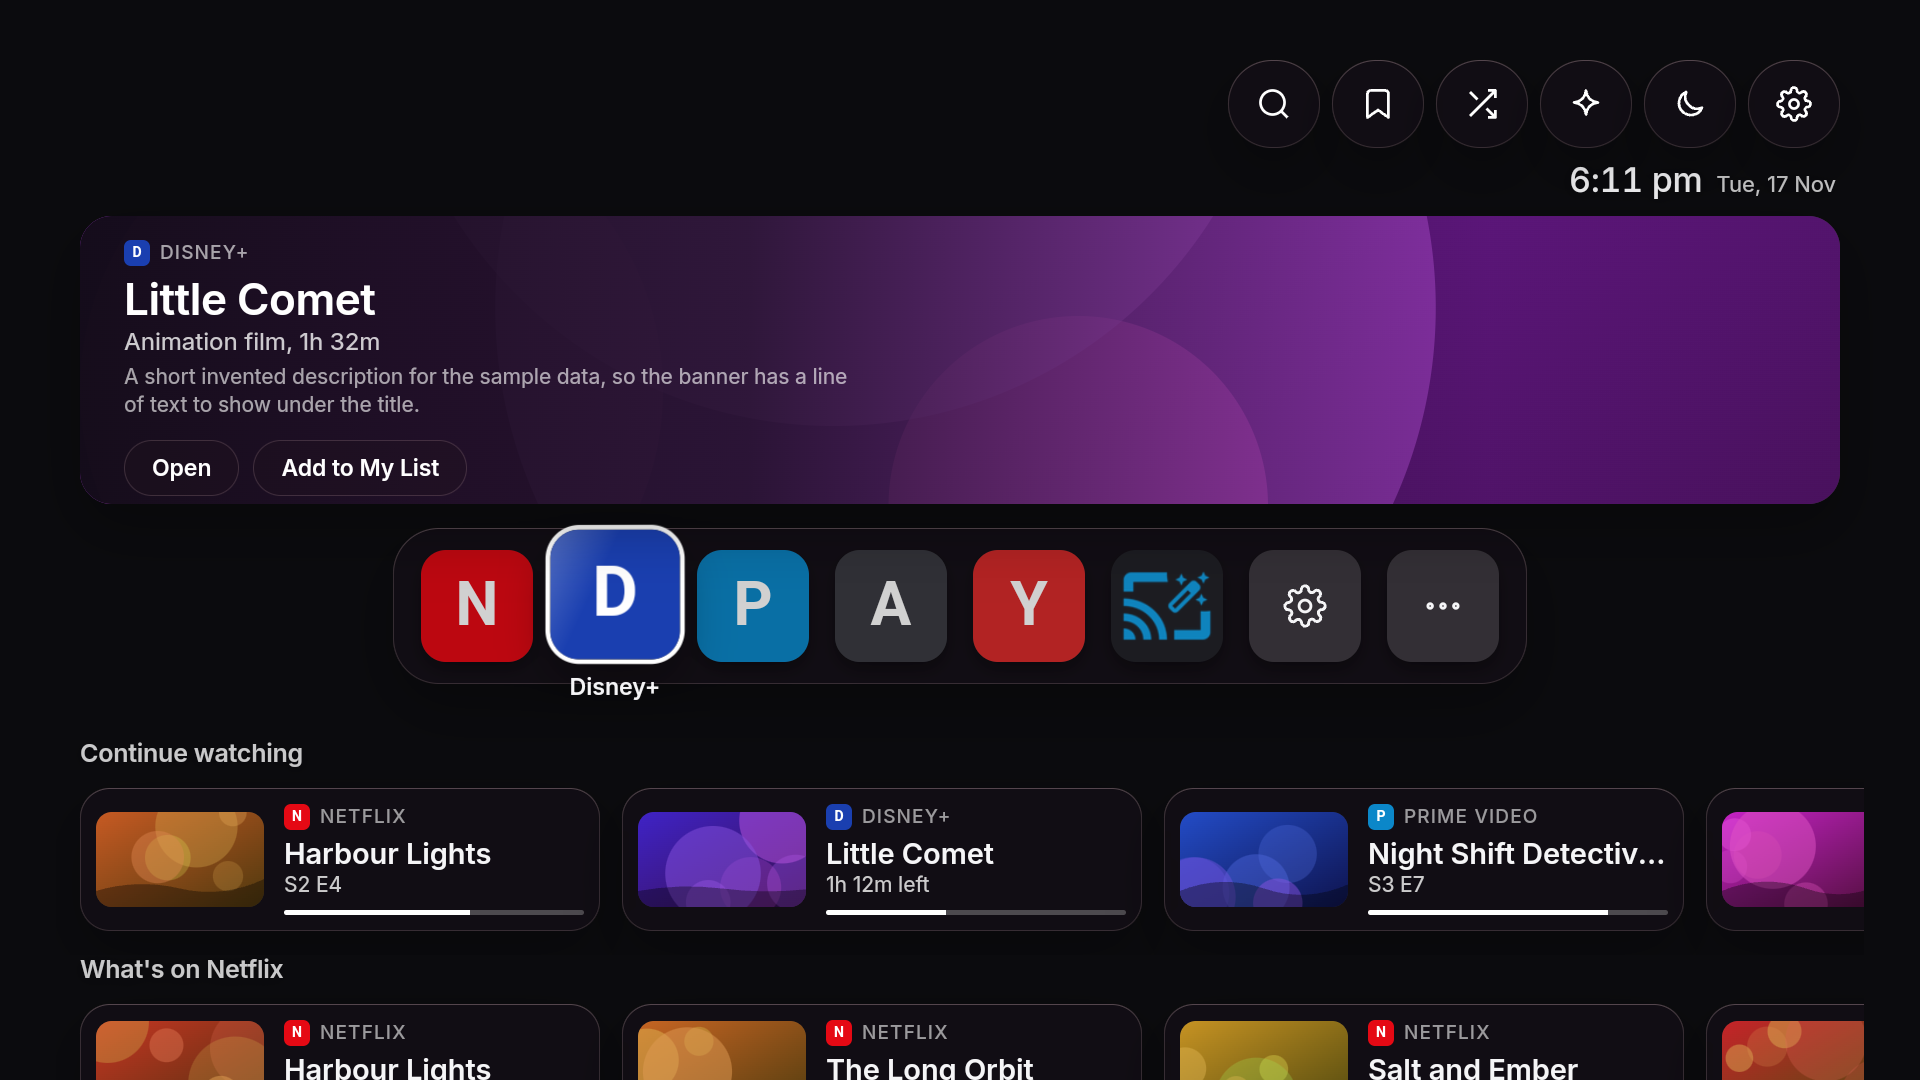 6:11 pm Tue, 17 Nov
D DISNEY+
Little Comet
Animation film, 1h 32m
A short invented description for the sample data, so the banner has a line
of text to show under the title.
Open Add to My List
N D P A Y
Disney+
Continue watching
N NETFLIX
Harbour Lights
S2 E4
D DISNEY+
Little Comet
1h 12m left
P PRIME VIDEO
Night Shift Detectiv...
S3 E7
What's on Netflix
N NETFLIX
Harbour Lights
N NETFLIX
The Long Orbit
N NETFLIX
Salt and Ember